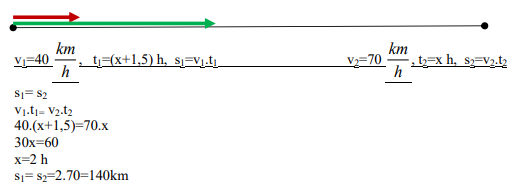 v₁=40 km/h, t₁=(x+1,5) h, s₁=v₁.t₁ v₂=70 km/h, t₂=x h, s₂=v₂.t₂
s₁= s₂
v₁.t₁= v₂.t₂
40.(x+1,5)=70.x
30x=60
x=2 h
s₁= s₂=2.70=140km